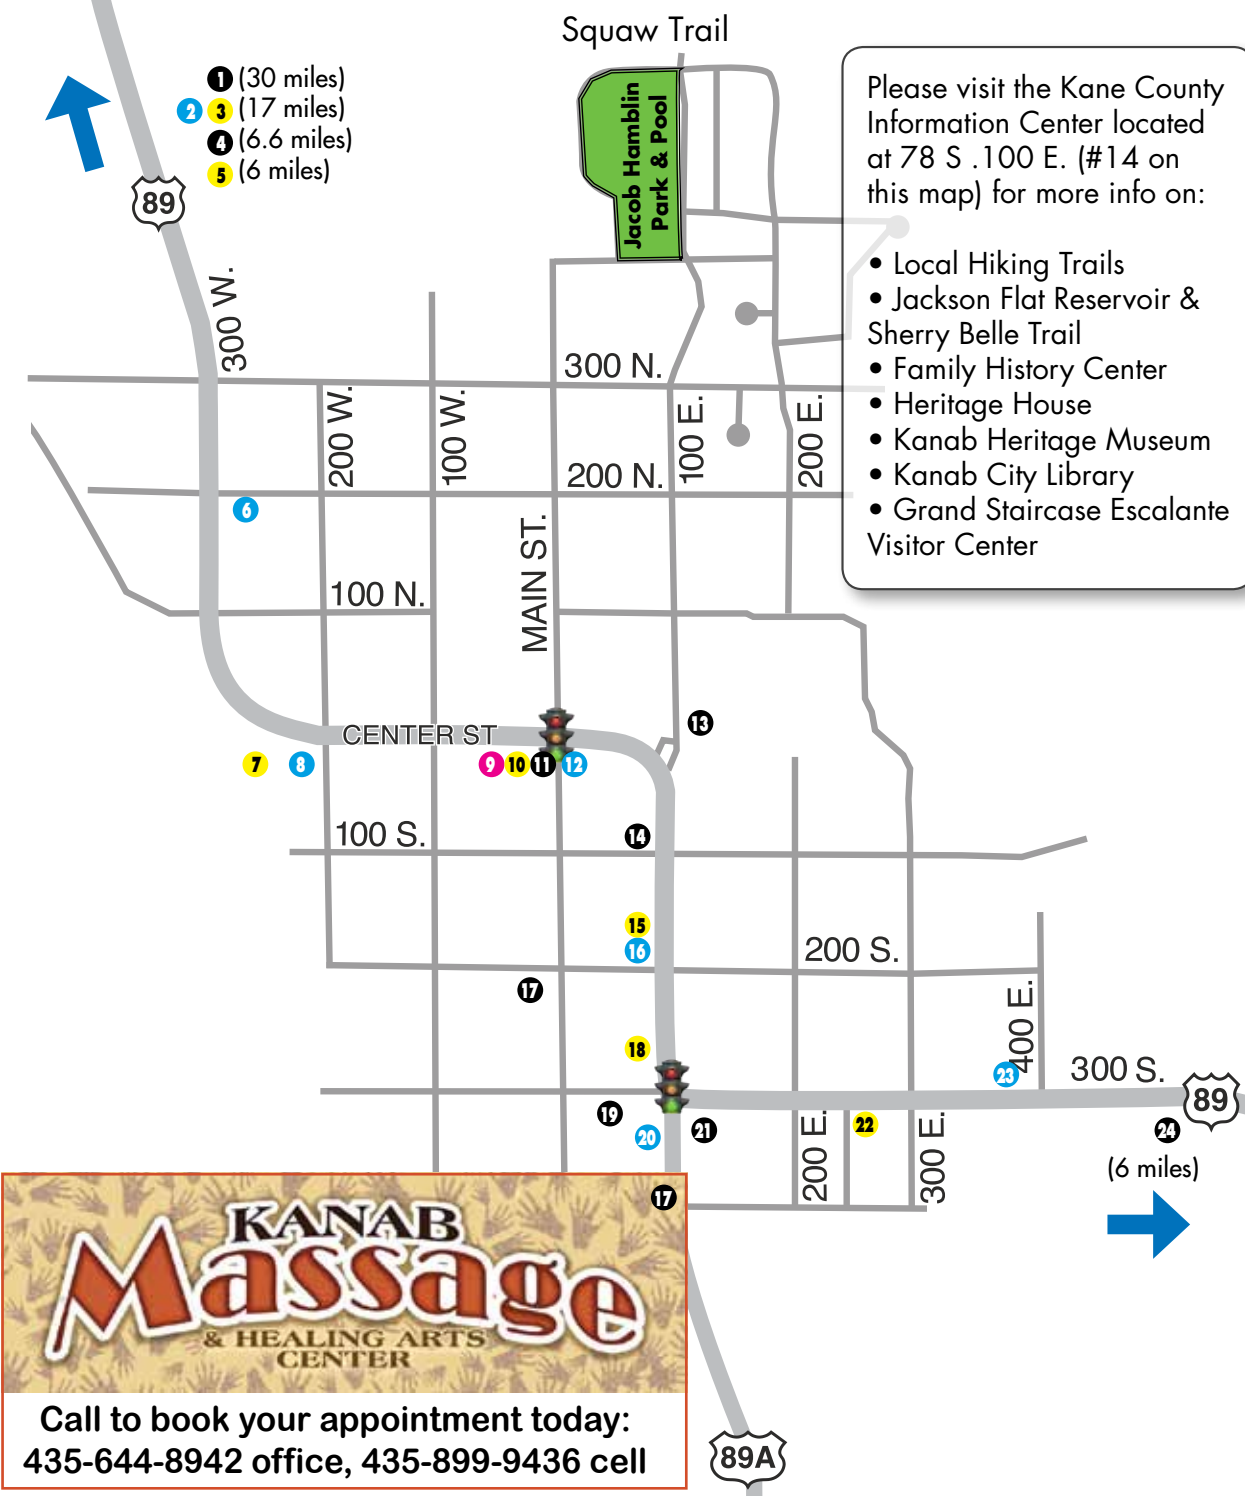 Squaw Trail
1 (30 miles)
2 3 (17 miles)
4 (6.6 miles)
5 (6 miles)
89
Jacob Hamblin
Park & Pool
Please visit the Kane County
Information Center located
at 78 S .100 E. (#14 on
this map) for more info on:
• Local Hiking Trails
• Jackson Flat Reservoir &
Sherry Belle Trail
• Family History Center
• Heritage House
• Kanab Heritage Museum
• Kanab City Library
• Grand Staircase Escalante
Visitor Center
300 W.
300 N.
200 W.
100 W.
100 E.
200 E.
200 N.
6
MAIN ST.
100 N.
13
CENTER ST
7
8
9
10
11
12
100 S.
14
15
16
200 S.
17
400 E.
18
23
300 S.
89
19
20
21
200 E.
22
300 E.
24
(6 miles)
17
KANAB
Massage
& HEALING ARTS
CENTER
Call to book your appointment today:
435-644-8942 office, 435-899-9436 cell
89A